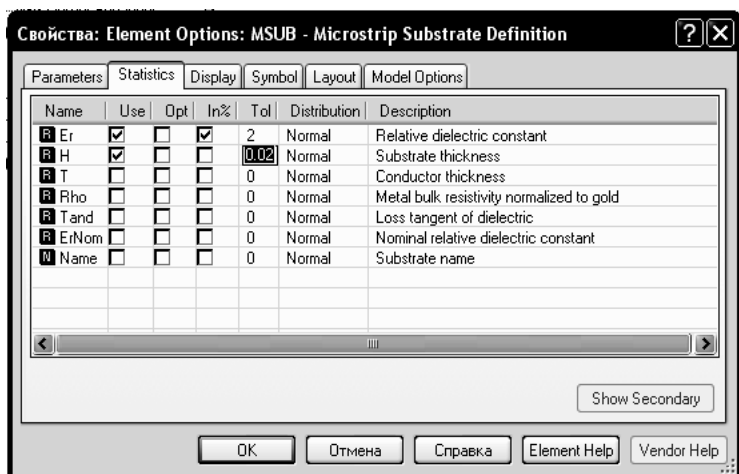 Свойства: Element Options: MSUB - Microstrip Substrate Definition
Parameters Statistics Display Symbol Layout Model Options
Name Use Opt In% Tol Distribution Description
R Er 2 Normal Relative dielectric constant
R H 0.02 Normal Substrate thickness
R T 0 Normal Conductor thickness
R Rho 0 Normal Metal bulk resistivity normalized to gold
R Tand 0 Normal Loss tangent of dielectric
R ErNom 0 Normal Nominal relative dielectric constant
N Name 0 Normal Substrate name
Show Secondary
OK Отмена Справка Element Help Vendor Help